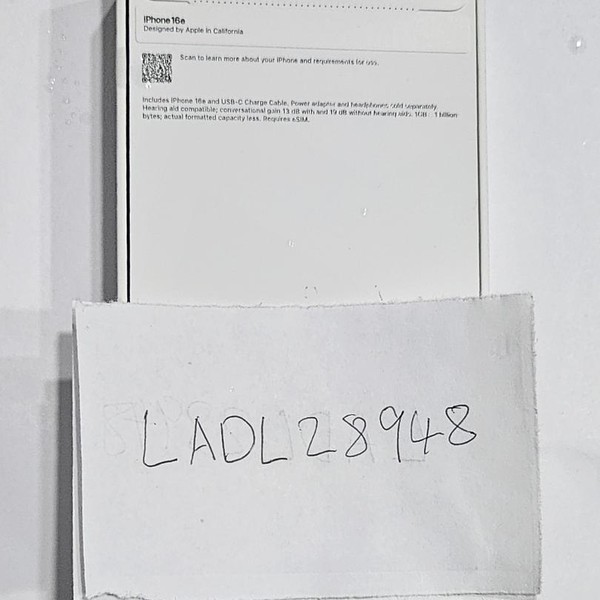 iPhone 16e
Designed by Apple in California
Scan to learn more about your iPhone and requirements for use.
Includes iPhone 16e and USB-C Charge Cable. Power adapter and headphones sold separately.
Hearing aid compatible; conversational gain 13 dB with and 19 dB without hearing aids. 1GB = 1 billion
bytes; actual formatted capacity less. Requires eSIM.
LADL28948